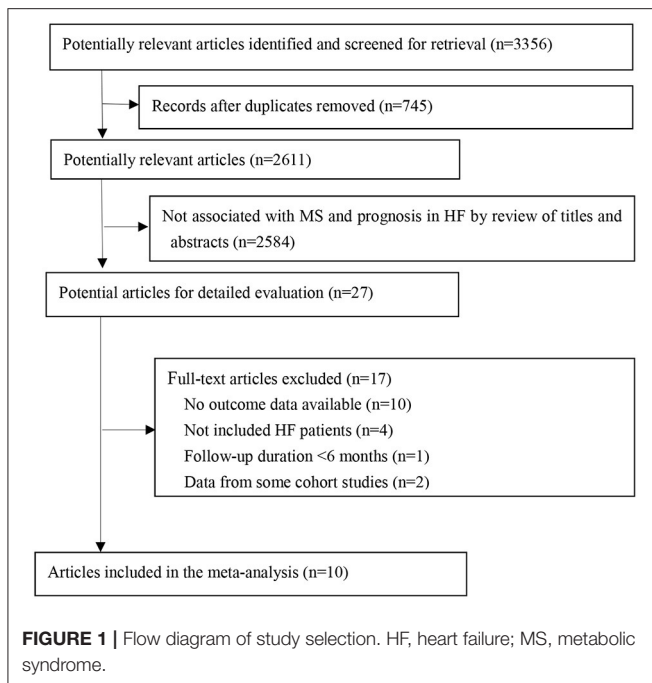 Potentially relevant articles identified and screened for retrieval (n=3356)
Records after duplicates removed (n=745)
Potentially relevant articles (n=2611)
Not associated with MS and prognosis in HF by review of titles and
abstracts (n=2584)
Potential articles for detailed evaluation (n=27)
Full-text articles excluded (n=17)
No outcome data available (n=10)
Not included HF patients (n=4)
Follow-up duration <6 months (n=1)
Data from some cohort studies (n=2)
Articles included in the meta-analysis (n=10)
FIGURE 1 | Flow diagram of study selection. HF, heart failure; MS, metabolic
syndrome.